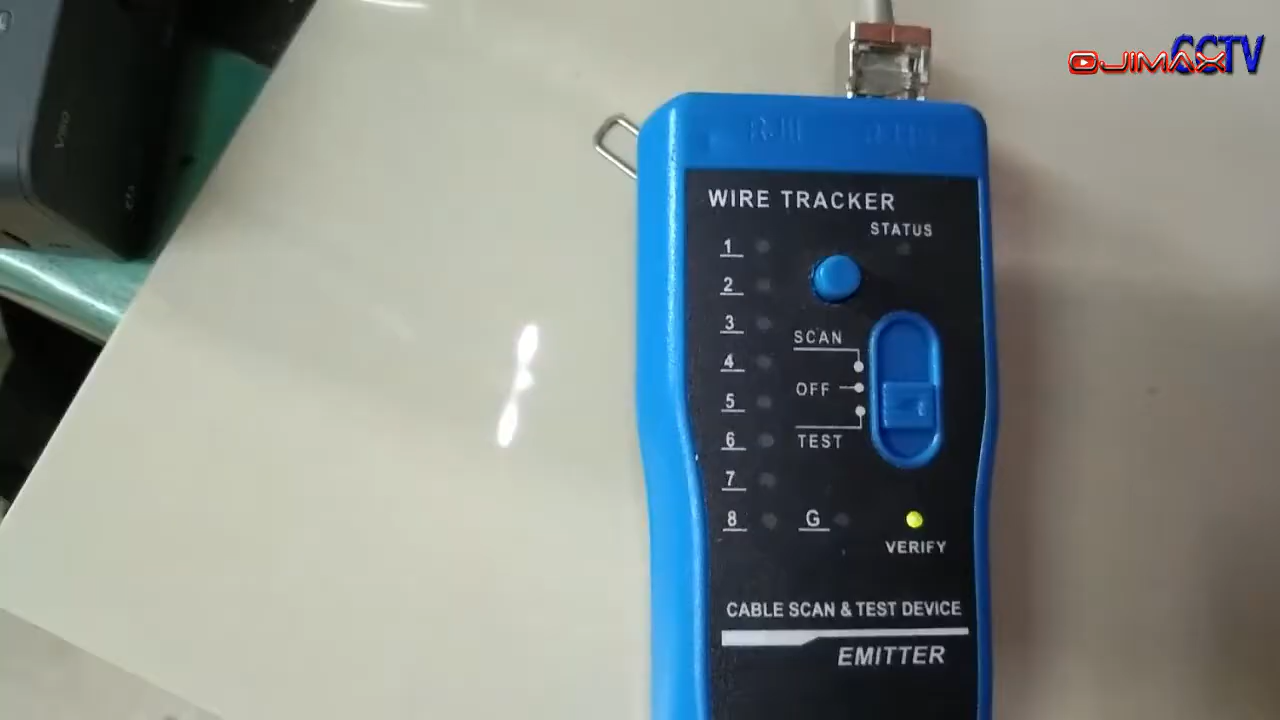 OJIMAX CCTV
V50
WIRE TRACKER
STATUS
1
2
3
SCAN
4
OFF
5
6
TEST
7
8
G
VERIFY
CABLE SCAN & TEST DEVICE
EMITTER